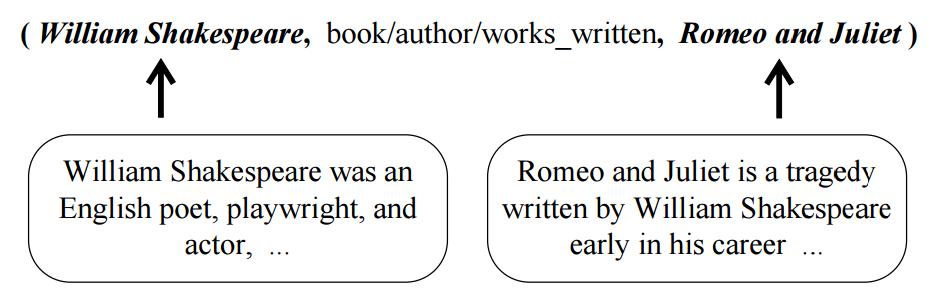 ( William Shakespeare, book/author/works_written, Romeo and Juliet )
William Shakespeare was an
English poet, playwright, and
actor, ...
Romeo and Juliet is a tragedy
written by William Shakespeare
early in his career ...